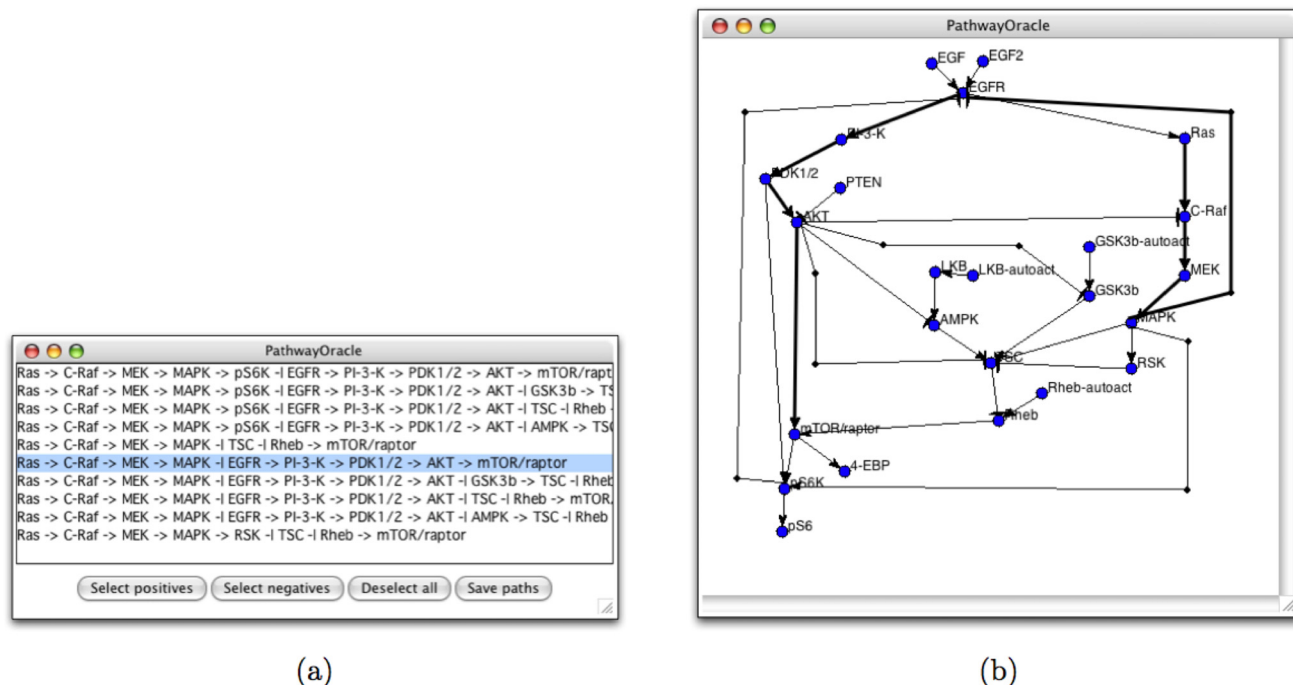 PathwayOracle
Ras -> C-Raf -> MEK -> MAPK -> pS6K -l EGFR -> PI-3-K -> PDK1/2 -> AKT -> mTOR/rapt
Ras -> C-Raf -> MEK -> MAPK -> pS6K -l EGFR -> PI-3-K -> PDK1/2 -> AKT -l GSK3b -> TS
Ras -> C-Raf -> MEK -> MAPK -> pS6K -l EGFR -> PI-3-K -> PDK1/2 -> AKT -l TSC -l Rheb -
Ras -> C-Raf -> MEK -> MAPK -> pS6K -l EGFR -> PI-3-K -> PDK1/2 -> AKT -l AMPK -> TSC
Ras -> C-Raf -> MEK -> MAPK -l TSC -l Rheb -> mTOR/raptor
Ras -> C-Raf -> MEK -> MAPK -l EGFR -> PI-3-K -> PDK1/2 -> AKT -> mTOR/raptor
Ras -> C-Raf -> MEK -> MAPK -l EGFR -> PI-3-K -> PDK1/2 -> AKT -l GSK3b -> TSC -l Rheb
Ras -> C-Raf -> MEK -> MAPK -l EGFR -> PI-3-K -> PDK1/2 -> AKT -l TSC -l Rheb -> mTOR
Ras -> C-Raf -> MEK -> MAPK -l EGFR -> PI-3-K -> PDK1/2 -> AKT -l AMPK -> TSC -l Rheb
Ras -> C-Raf -> MEK -> MAPK -> RSK -l TSC -l Rheb -> mTOR/raptor
Select positives Select negatives Deselect all Save paths
(a)
PathwayOracle
EGF EGF2
EGFR
PI-3-K Ras
PDK1/2 PTEN
AKT C-Raf
GSK3b-autoact
LKB LKB-autoact MEK
GSK3b
AMPK MAPK
TSC RSK
Rheb-autoact
Rheb
mTOR/raptor
4-EBP
pS6K
pS6
(b)